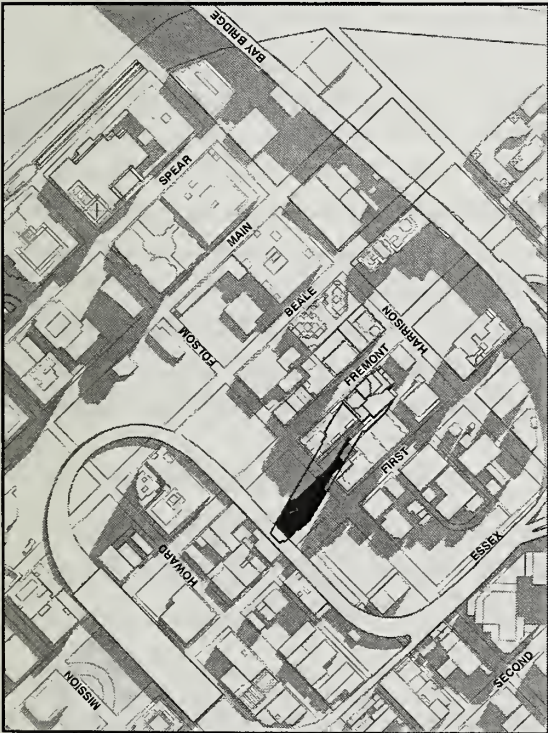 BAY BRIDGE
SPEAR
MAIN
FOLSOM
BEALE
HARRISON
FREMONT
FIRST
HOWARD
ESSEX
MISSION
SECOND